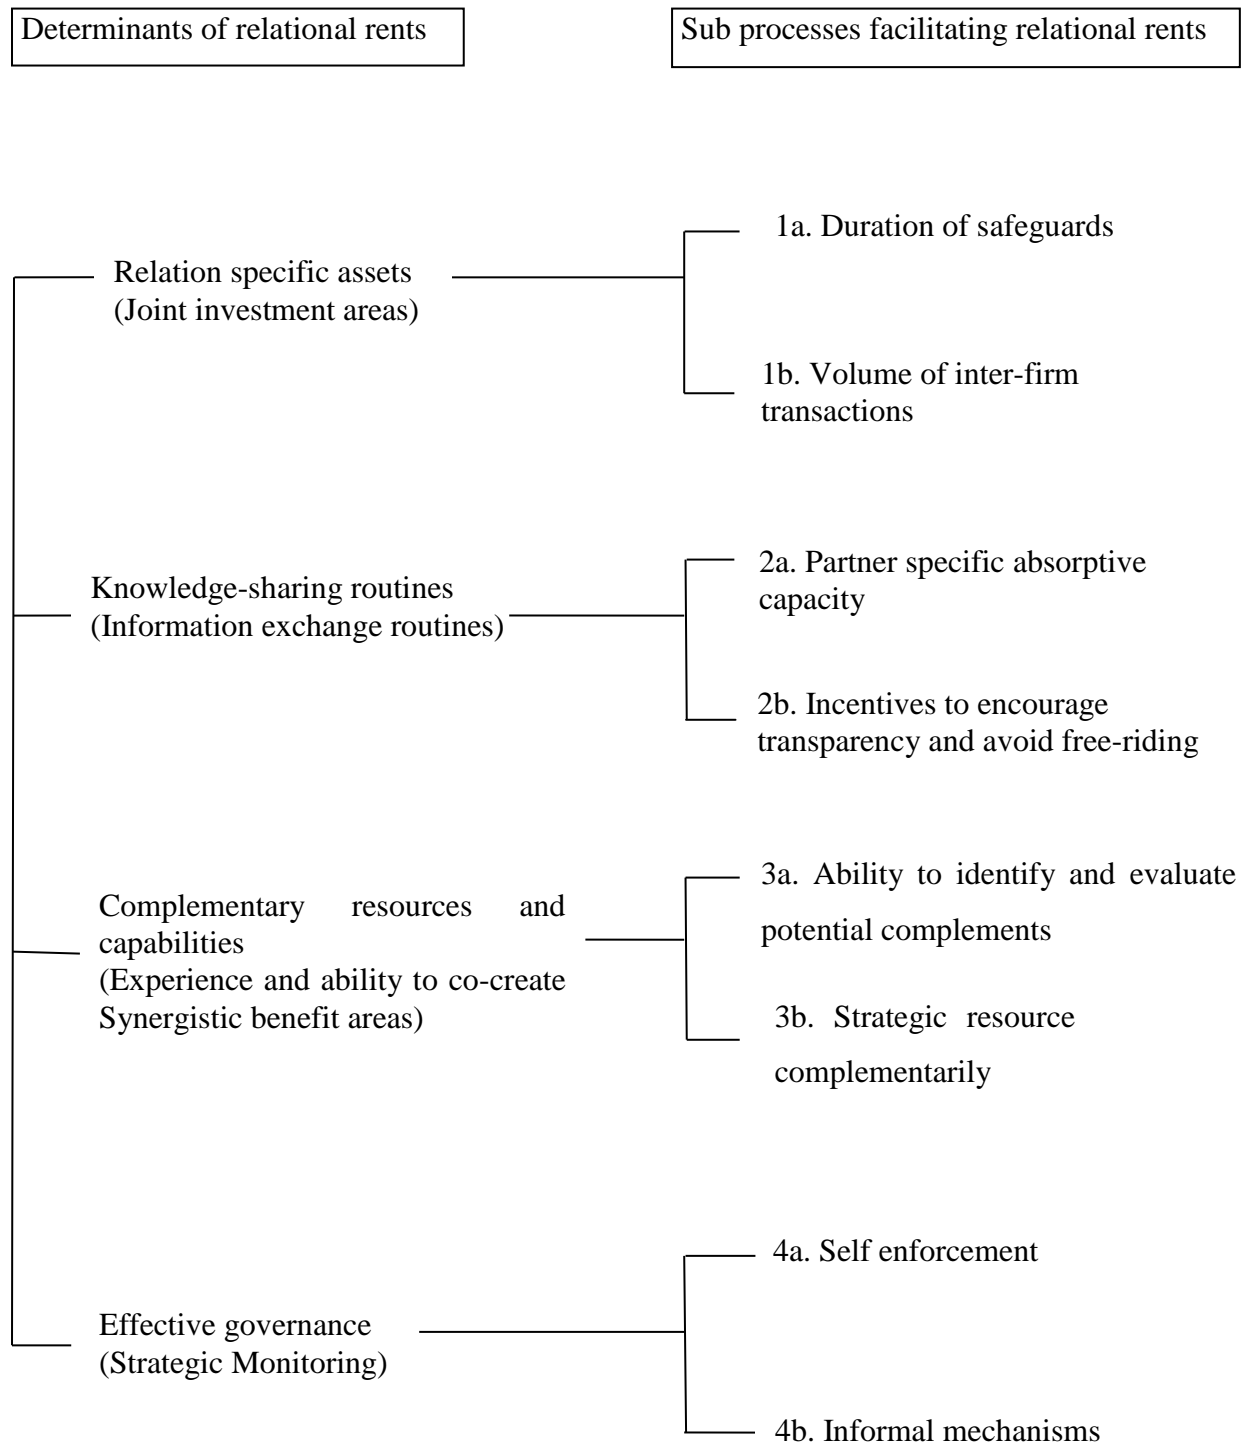 Determinants of relational rents
Sub processes facilitating relational rents
Relation specific assets
(Joint investment areas)
1a. Duration of safeguards
1b. Volume of inter-firm
transactions
Knowledge-sharing routines
(Information exchange routines)
2a. Partner specific absorptive
capacity
2b. Incentives to encourage
transparency and avoid free-riding
Complementary resources and
capabilities
(Experience and ability to co-create
Synergistic benefit areas)
3a. Ability to identify and evaluate
potential complements
3b. Strategic resource
complementarily
Effective governance
(Strategic Monitoring)
4a. Self enforcement
4b. Informal mechanisms